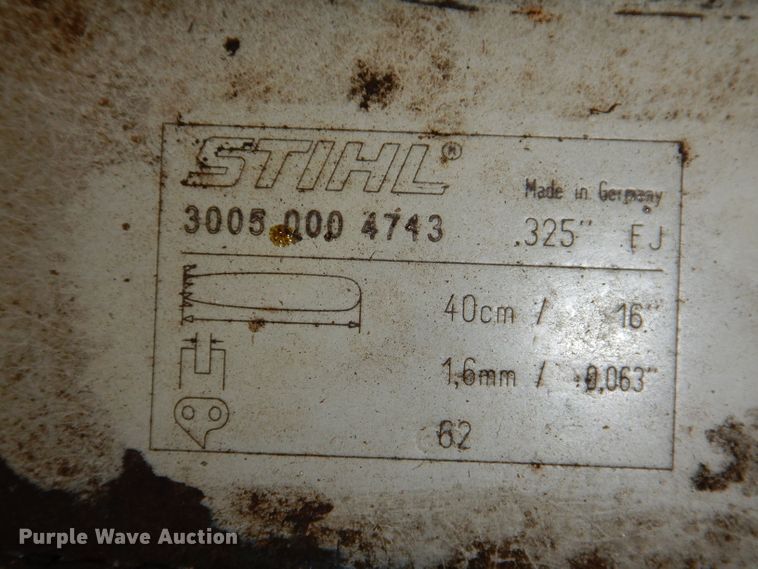 STIHL®
Made in Germany
3005 000 4743 .325" EJ
40cm / 16"
1,6mm / 0,063"
62
Purple Wave Auction